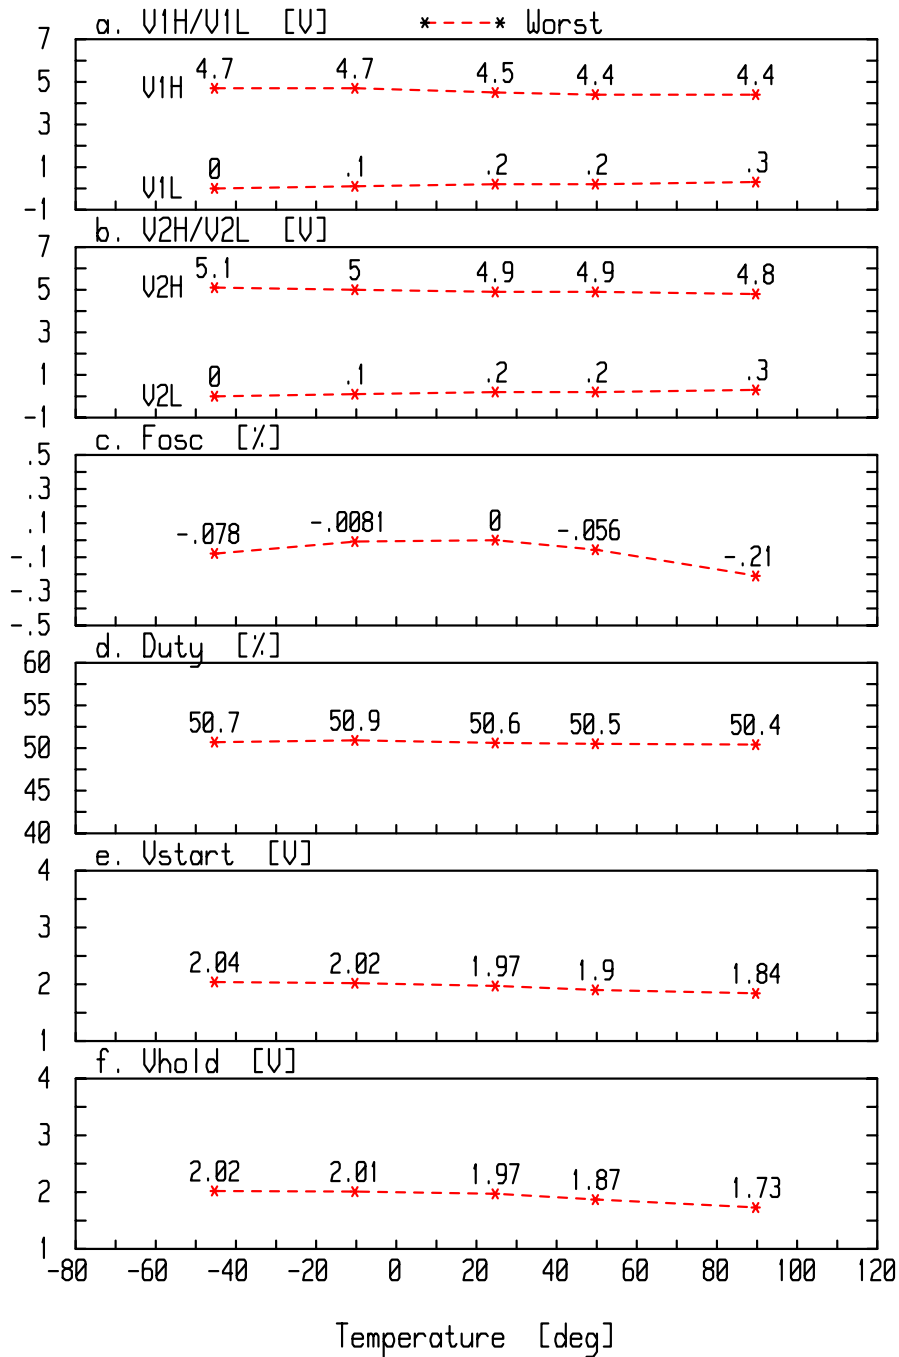 a. V1H/V1L [V] *-----* Worst
7
4.7 4.7 4.5 4.4 4.4
5 V1H
3
1 0 .1 .2 .2 .3
V1L
-1
b. V2H/V2L [V]
7
5.1 5 4.9 4.9 4.8
5 V2H
3
1 0 .1 .2 .2 .3
V2L
-1
c. Fosc [%]
.5
.3
.1 -.078 -.0081 0 -.056 -.21
-.1
-.3
-.5
d. Duty [%]
60
55
50.7 50.9 50.6 50.5 50.4
50
45
40
e. Vstart [V]
4
3
2.04 2.02 1.97 1.9 1.84
2
1
f. Vhold [V]
4
3
2.02 2.01 1.97 1.87 1.73
2
1
-80 -60 -40 -20 0 20 40 60 80 100 120
Temperature [deg]